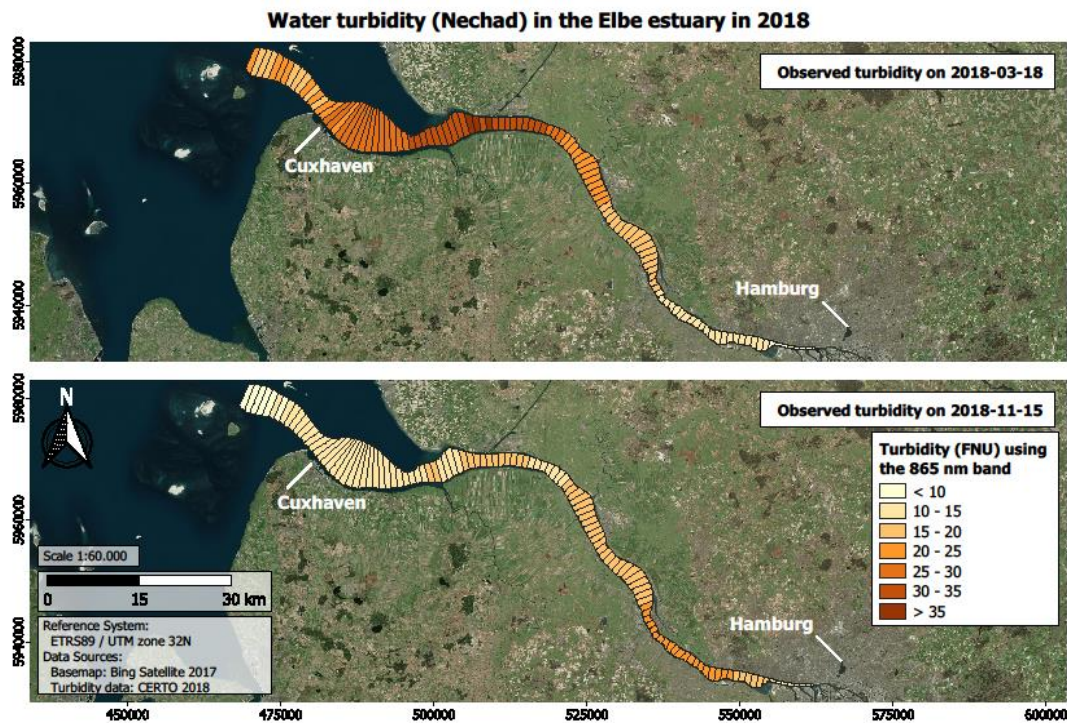 Water turbidity (Nechad) in the Elbe estuary in 2018
5980000
Observed turbidity on 2018-03-18
Cuxhaven
5960000
Hamburg
5940000
5980000
N
Observed turbidity on 2018-11-15
Turbidity (FNU) using
the 865 nm band
Cuxhaven
< 10
10 - 15
5960000
15 - 20
Scale 1:60.000
20 - 25
25 - 30
30 - 35
0 15 30 km
> 35
Reference System:
ETRS89 / UTM zone 32N
Hamburg
5940000
Data Sources:
Basemap: Bing Satellite 2017
Turbidity data: CERTO 2018
450000 475000 500000 525000 550000 575000 600000